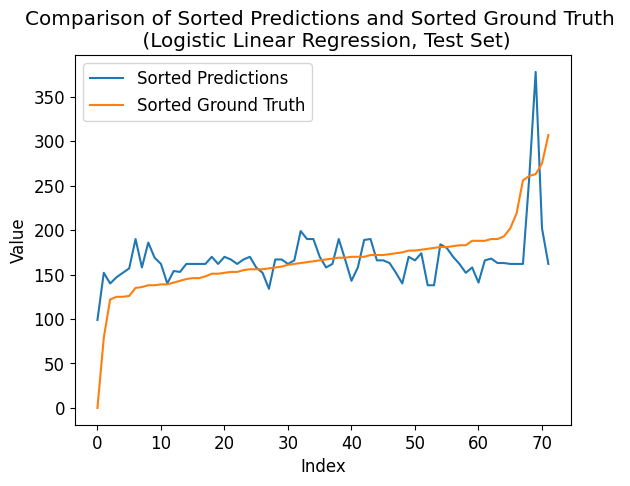 Comparison of Sorted Predictions and Sorted Ground Truth
(Logistic Linear Regression, Test Set)
Sorted Predictions
Sorted Ground Truth
350
300
250
200
150
100
50
0
Value
0 10 20 30 40 50 60 70
Index